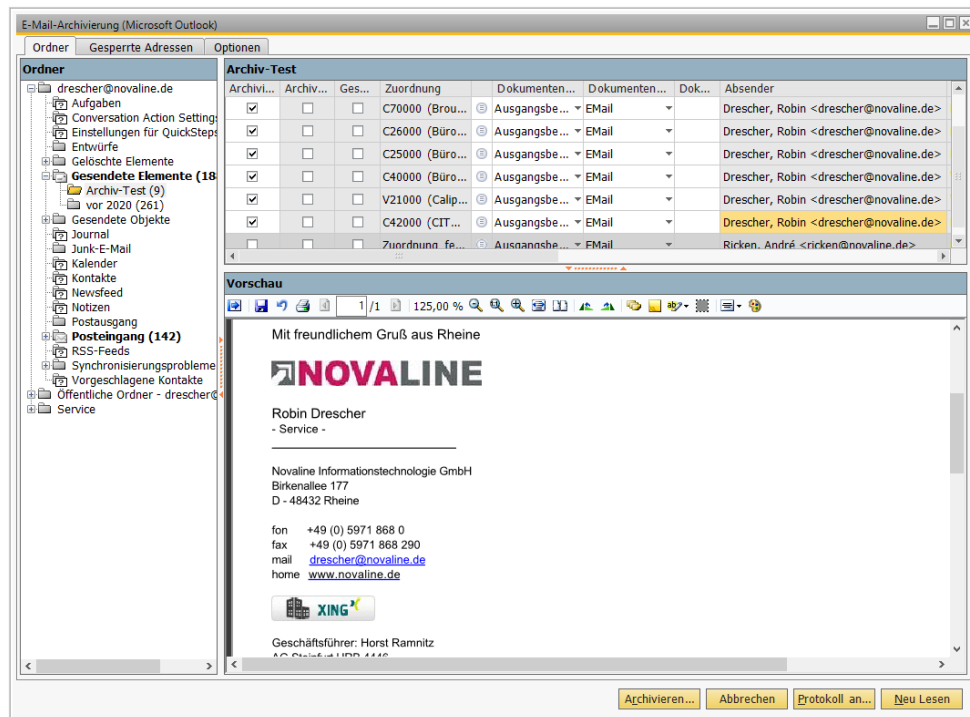 E-Mail-Archivierung (Microsoft Outlook)
Ordner Gesperrte Adressen Optionen
Ordner
drescher@novaline.de
Aufgaben
Conversation Action Settings
Einstellungen für QuickSteps
Entwürfe
Gelöschte Elemente
Gesendete Elemente (18
Archiv-Test (9)
vor 2020 (261)
Gesendete Objekte
Journal
Junk-E-Mail
Kalender
Kontakte
Newsfeed
Notizen
Postausgang
Posteingang (142)
RSS-Feeds
Synchronisierungsprobleme
Vorgeschlagene Kontakte
Öffentliche Ordner - drescher@
Service
Archiv-Test
Archivi... Archiv... Ges... Zuordnung Dokumenten... Dokumenten... Dok... Absender
C70000 (Brou... Ausgangsbe... EMail Drescher, Robin <drescher@novaline.de>
C26000 (Büro... Ausgangsbe... EMail Drescher, Robin <drescher@novaline.de>
C25000 (Büro... Ausgangsbe... EMail Drescher, Robin <drescher@novaline.de>
C40000 (Büro... Ausgangsbe... EMail Drescher, Robin <drescher@novaline.de>
V21000 (Calip... Ausgangsbe... EMail Drescher, Robin <drescher@novaline.de>
C42000 (CIT... Ausgangsbe... EMail Drescher, Robin <drescher@novaline.de>
Zuordnung fe... Ausgangsbe... EMail Ricken, André <ricken@novaline.de>
Vorschau
1 /1 125,00 %
Mit freundlichem Gruß aus Rheine
NOVALINE
Robin Drescher
- Service -
Novaline Informationstechnologie GmbH
Birkenallee 177
D - 48432 Rheine
fon +49 (0) 5971 868 0
fax +49 (0) 5971 868 290
mail drescher@novaline.de
home www.novaline.de
XING
Geschäftsführer: Horst Ramnitz
AG Steinfurt HRB 4446
Archivieren... Abbrechen Protokoll an... Neu Lesen